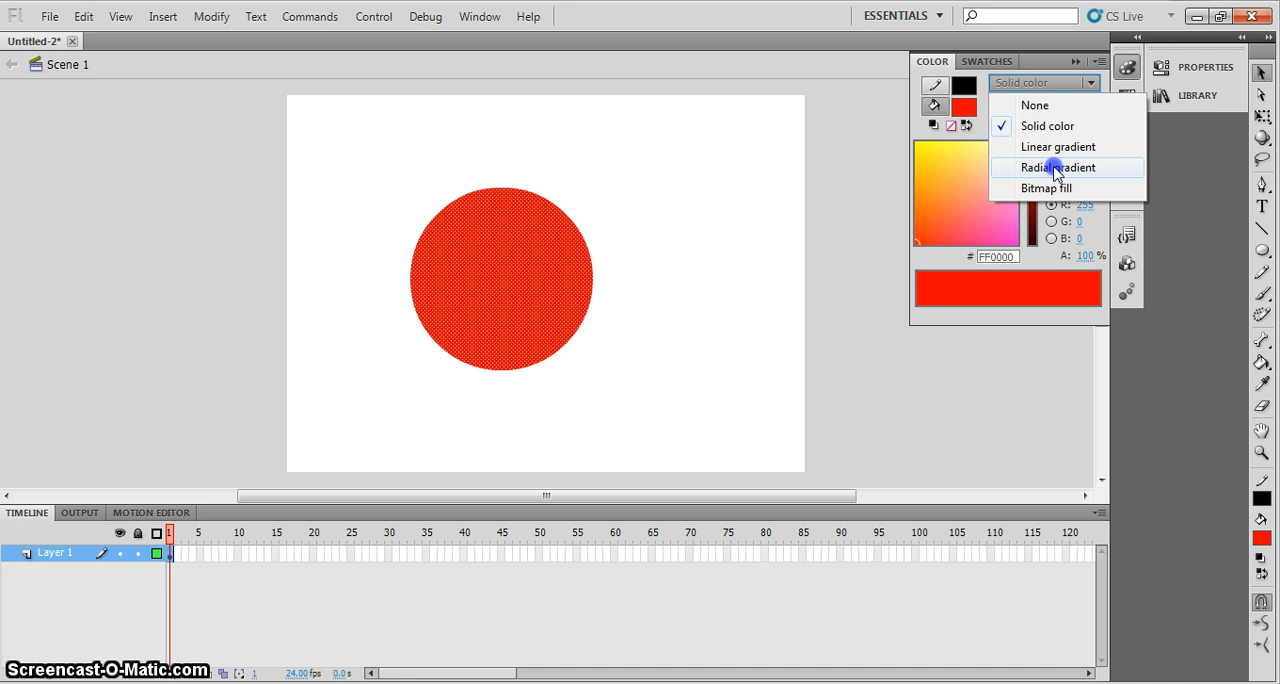 Fl File Edit View Insert Modify Text Commands Control Debug Window Help ESSENTIALS CS Live
Untitled-2*
Scene 1
COLOR SWATCHES
Solid color
None
Solid color
Linear gradient
Radial gradient
Bitmap fill
R: 255
G: 0
B: 0
# FF0000 A: 100 %
PROPERTIES
LIBRARY
TIMELINE OUTPUT MOTION EDITOR
1 5 10 15 20 25 30 35 40 45 50 55 60 65 70 75 80 85 90 95 100 105 110 115 120
Layer 1
1 24.00 fps 0.0 s
Screencast-O-Matic.com